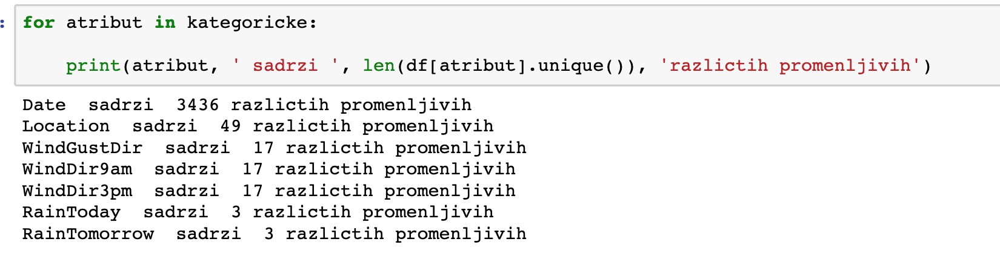 : for atribut in kategoricke:
print(atribut, ' sadrzi ', len(df[atribut].unique()), 'razlictih promenljivih')
Date  sadrzi  3436 razlictih promenljivih
Location  sadrzi  49 razlictih promenljivih
WindGustDir  sadrzi  17 razlictih promenljivih
WindDir9am  sadrzi  17 razlictih promenljivih
WindDir3pm  sadrzi  17 razlictih promenljivih
RainToday  sadrzi  3 razlictih promenljivih
RainTomorrow  sadrzi  3 razlictih promenljivih